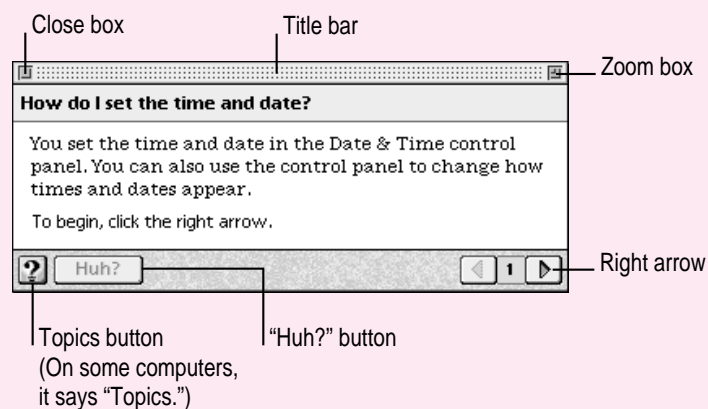 Close box
Title bar
Zoom box
How do I set the time and date?
You set the time and date in the Date & Time control
panel. You can also use the control panel to change how
times and dates appear.
To begin, click the right arrow.
?
Huh?
1
Right arrow
Topics button
(On some computers,
it says “Topics.”)
“Huh?” button